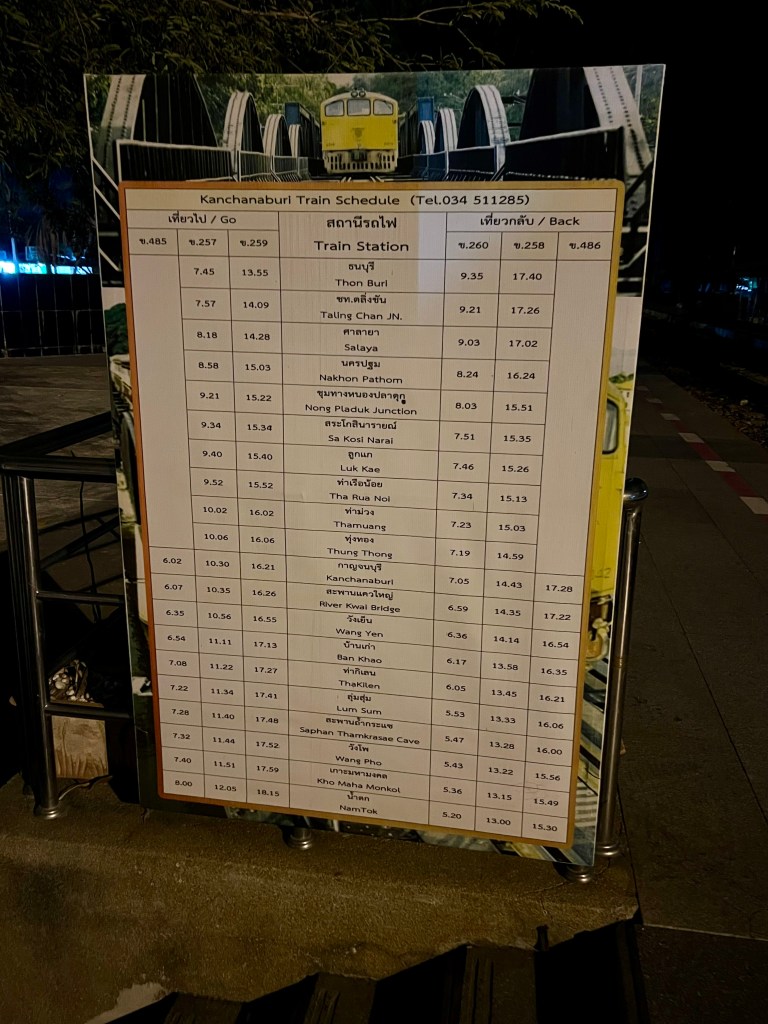 Kanchanaburi Train Schedule (Tel.034 511285)
เที่ยวไป / Go สถานีรถไฟ เที่ยวกลับ / Back
ข.485 ข.257 ข.259 Train Station ข.260 ข.258 ข.486
ธนบุรี
7.45 13.55 Thon Buri 9.35 17.40
ชท.ตลิ่งชัน
7.57 14.09 Taling Chan JN. 9.21 17.26
ศาลายา
8.18 14.28 Salaya 9.03 17.02
นครปฐม
8.58 15.03 Nakhon Pathom 8.24 16.24
ชุมทางหนองปลาดุก
9.21 15.22 Nong Pladuk Junction 8.03 15.51
สระโกสินารายณ์
9.34 15.34 Sa Kosi Narai 7.51 15.35
ลูกแก
9.40 15.40 Luk Kae 7.46 15.26
ท่าเรือน้อย
9.52 15.52 Tha Rua Noi 7.34 15.13
ท่าม่วง
10.02 16.02 Thamuang 7.23 15.03
ทุ่งทอง
10.06 16.06 Thung Thong 7.19 14.59
กาญจนบุรี
6.02 10.30 16.21 Kanchanaburi 7.05 14.43 17.28
สะพานแควใหญ่
6.07 10.35 16.26 River Kwai Bridge 6.59 14.35 17.22
วังเย็น
6.35 10.56 16.55 Wang Yen 6.36 14.14 16.54
บ้านเก่า
6.54 11.11 17.13 Ban Khao 6.17 13.58 16.35
ท่ากิเลน
7.08 11.22 17.27 ThaKilen 6.05 13.45 16.21
ลุ่มสุ่ม
7.22 11.34 17.41 Lum Sum 5.53 13.33 16.06
สะพานถ้ำกระแซ
7.28 11.40 17.48 Saphan Thamkrasae Cave 5.47 13.28 16.00
วังโพ
7.32 11.44 17.52 Wang Pho 5.43 13.22 15.56
เกาะมหามงคล
7.40 11.51 17.59 Kho Maha Monkol 5.36 13.15 15.49
น้ำตก
8.00 12.05 18.15 NamTok 5.20 13.00 15.30